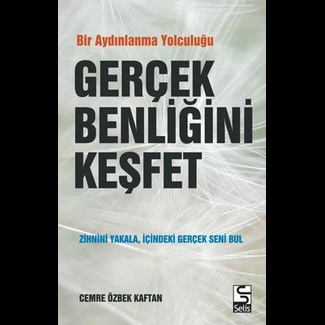 Bir Aydınlanma Yolculuğu
GERÇEK
BENLİĞİNİ
KEŞFET
ZİHNİNİ YAKALA, İÇİNDEKİ GERÇEK SENİ BUL
CEMRE ÖZBEK KAFTAN
Selis